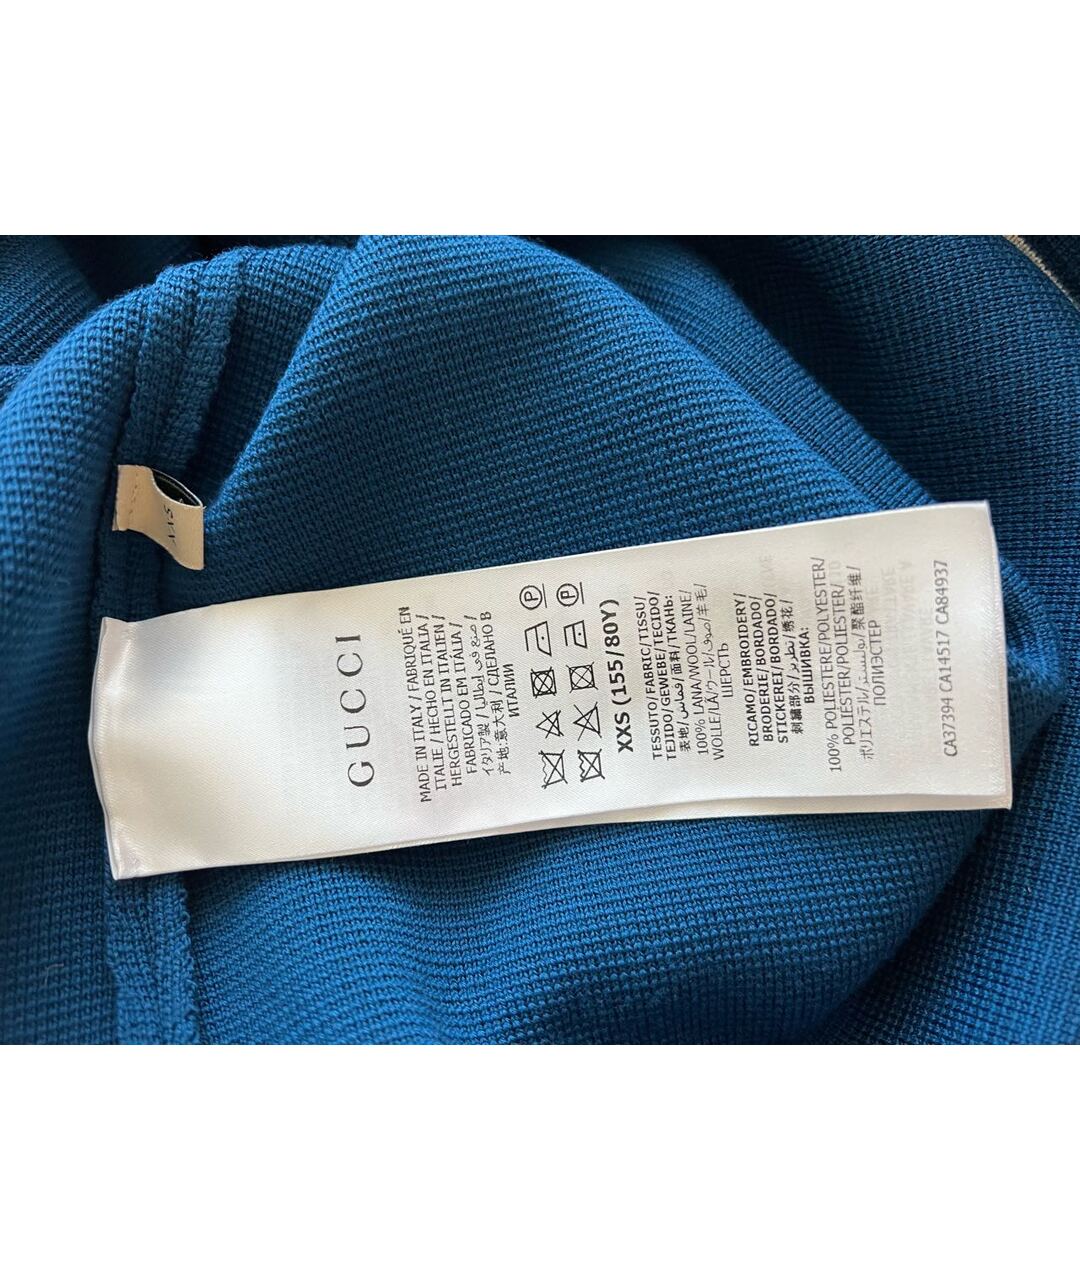 GUCCI
MADE IN ITALY / FABRIQUÉ EN
ITALIE / HECHO EN ITALIA /
HERGESTELLT IN ITALIEN /
FABRICADO EM ITÁLIA /
イタリア製 / صنع في إيطاليا /
产地:意大利 / СДЕЛАНО В
ИТАЛИИ
P
P
XXS (155/80Y)
TESSUTO/FABRIC/TISSU/
TEJIDO/GEWEBE/TECIDO/
表地/قماش/面料/ТКАНЬ:
100% LANA/WOOL/LAINE/
WOLLE/LÃ/ウール/صوف/羊毛/
ШЕРСТЬ
RICAMO/EMBROIDERY/
BRODERIE/BORDADO/
STICKEREI/BORDADO/
刺繍部分/تطريز/绣花/
ВЫШИВКА:
100% POLIESTERE/POLYESTER/
POLIÉSTER/POLIESTER/
ポリエステル/بوليستر/聚酯纤维/
ПОЛИЭСТЕР
CA37394 CA14517 CA84937
XXS